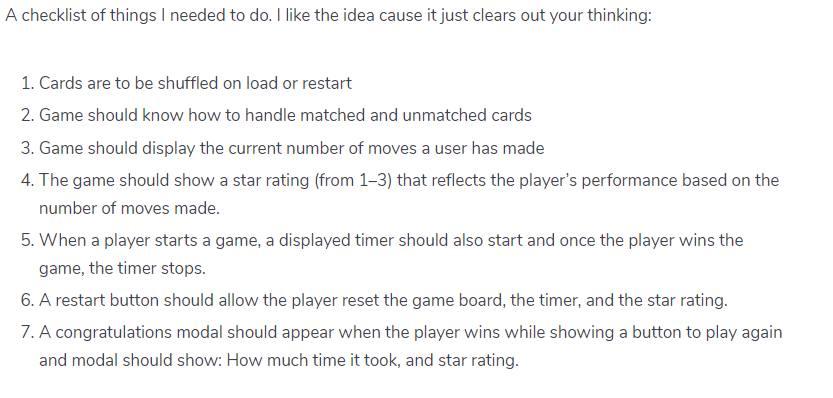 A checklist of things I needed to do. I like the idea cause it just clears out your thinking:
1. Cards are to be shuffled on load or restart
2. Game should know how to handle matched and unmatched cards
3. Game should display the current number of moves a user has made
4. The game should show a star rating (from 1–3) that reflects the player’s performance based on the
number of moves made.
5. When a player starts a game, a displayed timer should also start and once the player wins the
game, the timer stops.
6. A restart button should allow the player reset the game board, the timer, and the star rating.
7. A congratulations modal should appear when the player wins while showing a button to play again
and modal should show: How much time it took, and star rating.